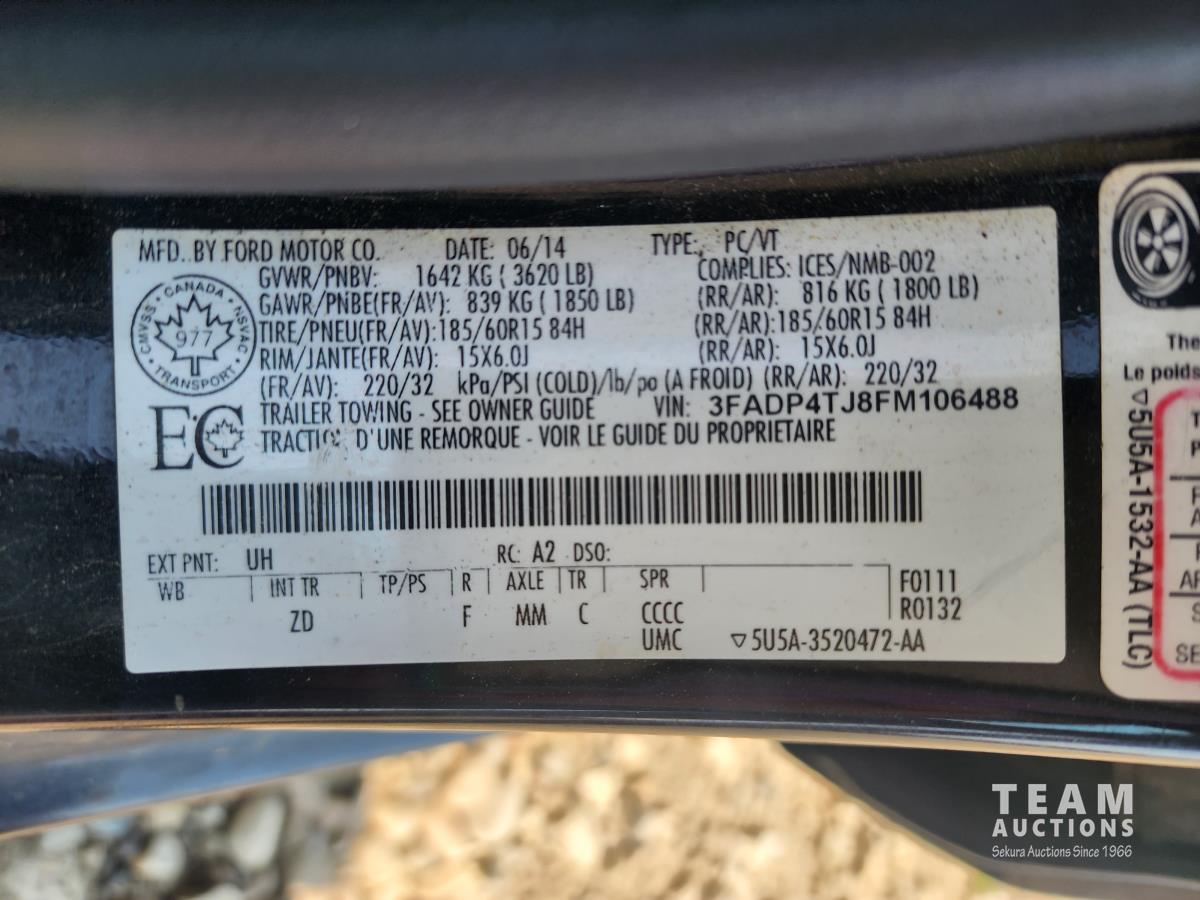 MFD. BY FORD MOTOR CO. DATE: 06/14 TYPE: PC/VT
GVWR/PNBV: 1642 KG ( 3620 LB) COMPLIES: ICES/NMB-002
GAWR/PNBE(FR/AV): 839 KG ( 1850 LB) (RR/AR): 816 KG ( 1800 LB)
TIRE/PNEU(FR/AV): 185/60R15 84H (RR/AR): 185/60R15 84H
RIM/JANTE(FR/AV): 15X6.0J (RR/AR): 15X6.0J
(FR/AV): 220/32 kPa/PSI (COLD)/lb/po (A FROID) (RR/AR): 220/32
TRAILER TOWING - SEE OWNER GUIDE VIN: 3FADP4TJ8FM106488
TRACTION D'UNE REMORQUE - VOIR LE GUIDE DU PROPRIETAIRE
CANADA
CMVSS NSVAC
977
TRANSPORT
EC
EXT PNT: UH RC: A2 DSO:
WB INT TR TP/PS R AXLE TR SPR F0111
ZD F MM C CCCC R0132
UMC ▽5U5A-3520472-AA
The
Le poids
▽5U5A-1532-AA (TLC)
TEAM
AUCTIONS
Sekura Auctions Since 1966